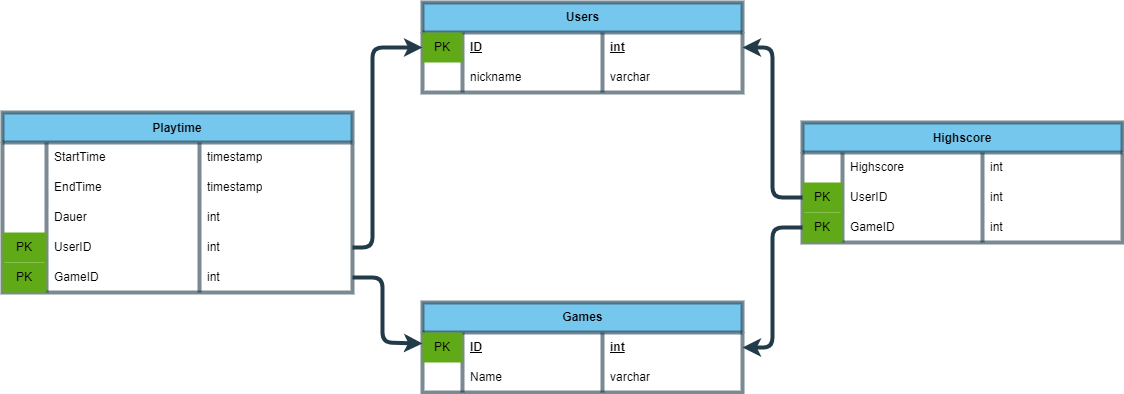 Users
PK ID int
nickname varchar
Playtime
StartTime timestamp
EndTime timestamp
Dauer int
PK UserID int
PK GameID int
Highscore
Highscore int
PK UserID int
PK GameID int
Games
PK ID int
Name varchar